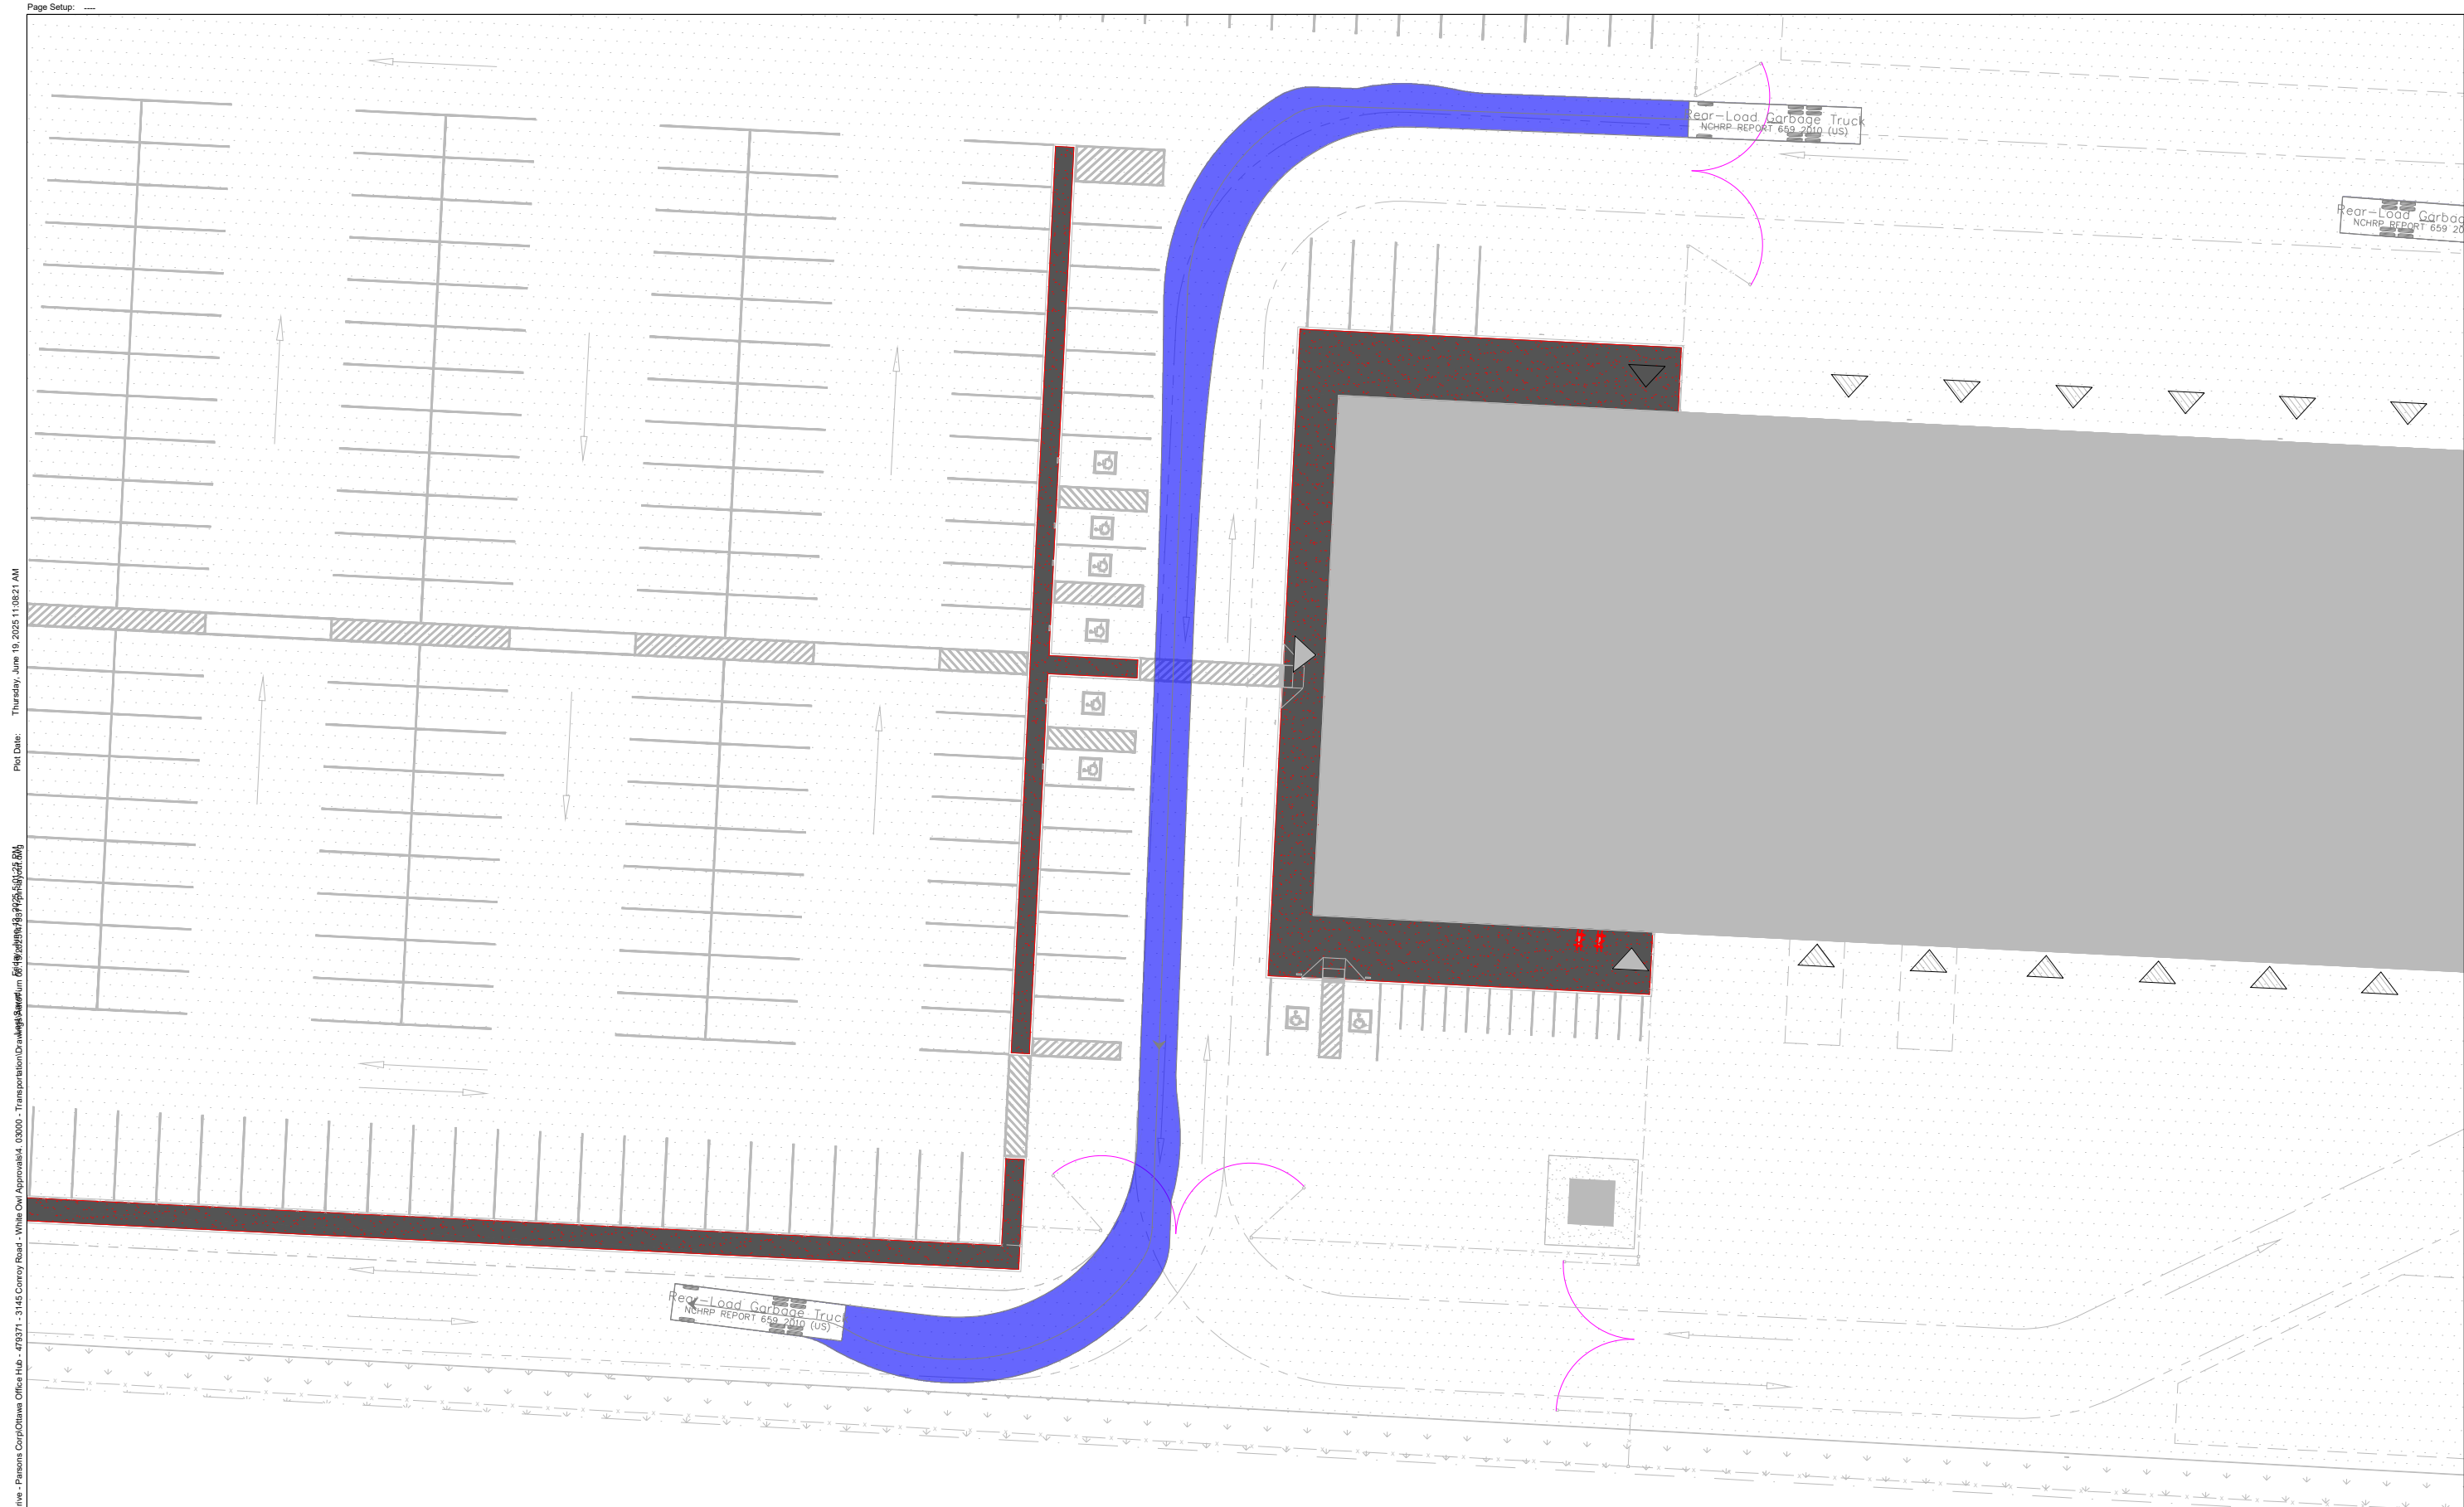 Page Setup: ----
Rear-Load Garbage Truck
NCHRP REPORT 659 2010 (US)
Rear-Load Garbag
NCHRP REPORT 659 20
Rear-Load Garbage Truck
NCHRP REPORT 659 2010 (US)
Plot Date: Thursday, June 19, 2025 11:08:21 AM
rive - Parsons Corp\Ottawa Office Hub - 479371 - 3145 Conroy Road - White Owl Approvals\4. 03000 - Transportation\Drawings\